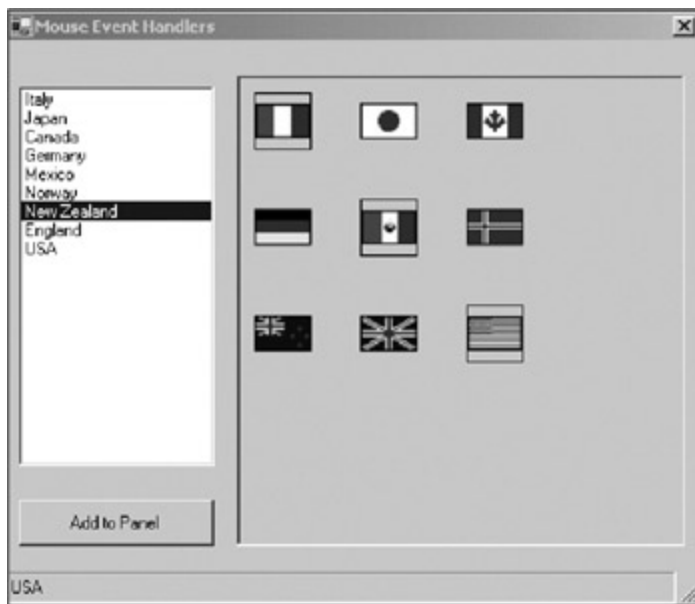 Mouse Event Handlers
Italy
Japan
Canada
Germany
Mexico
Norway
New Zealand
England
USA
Add to Panel
USA